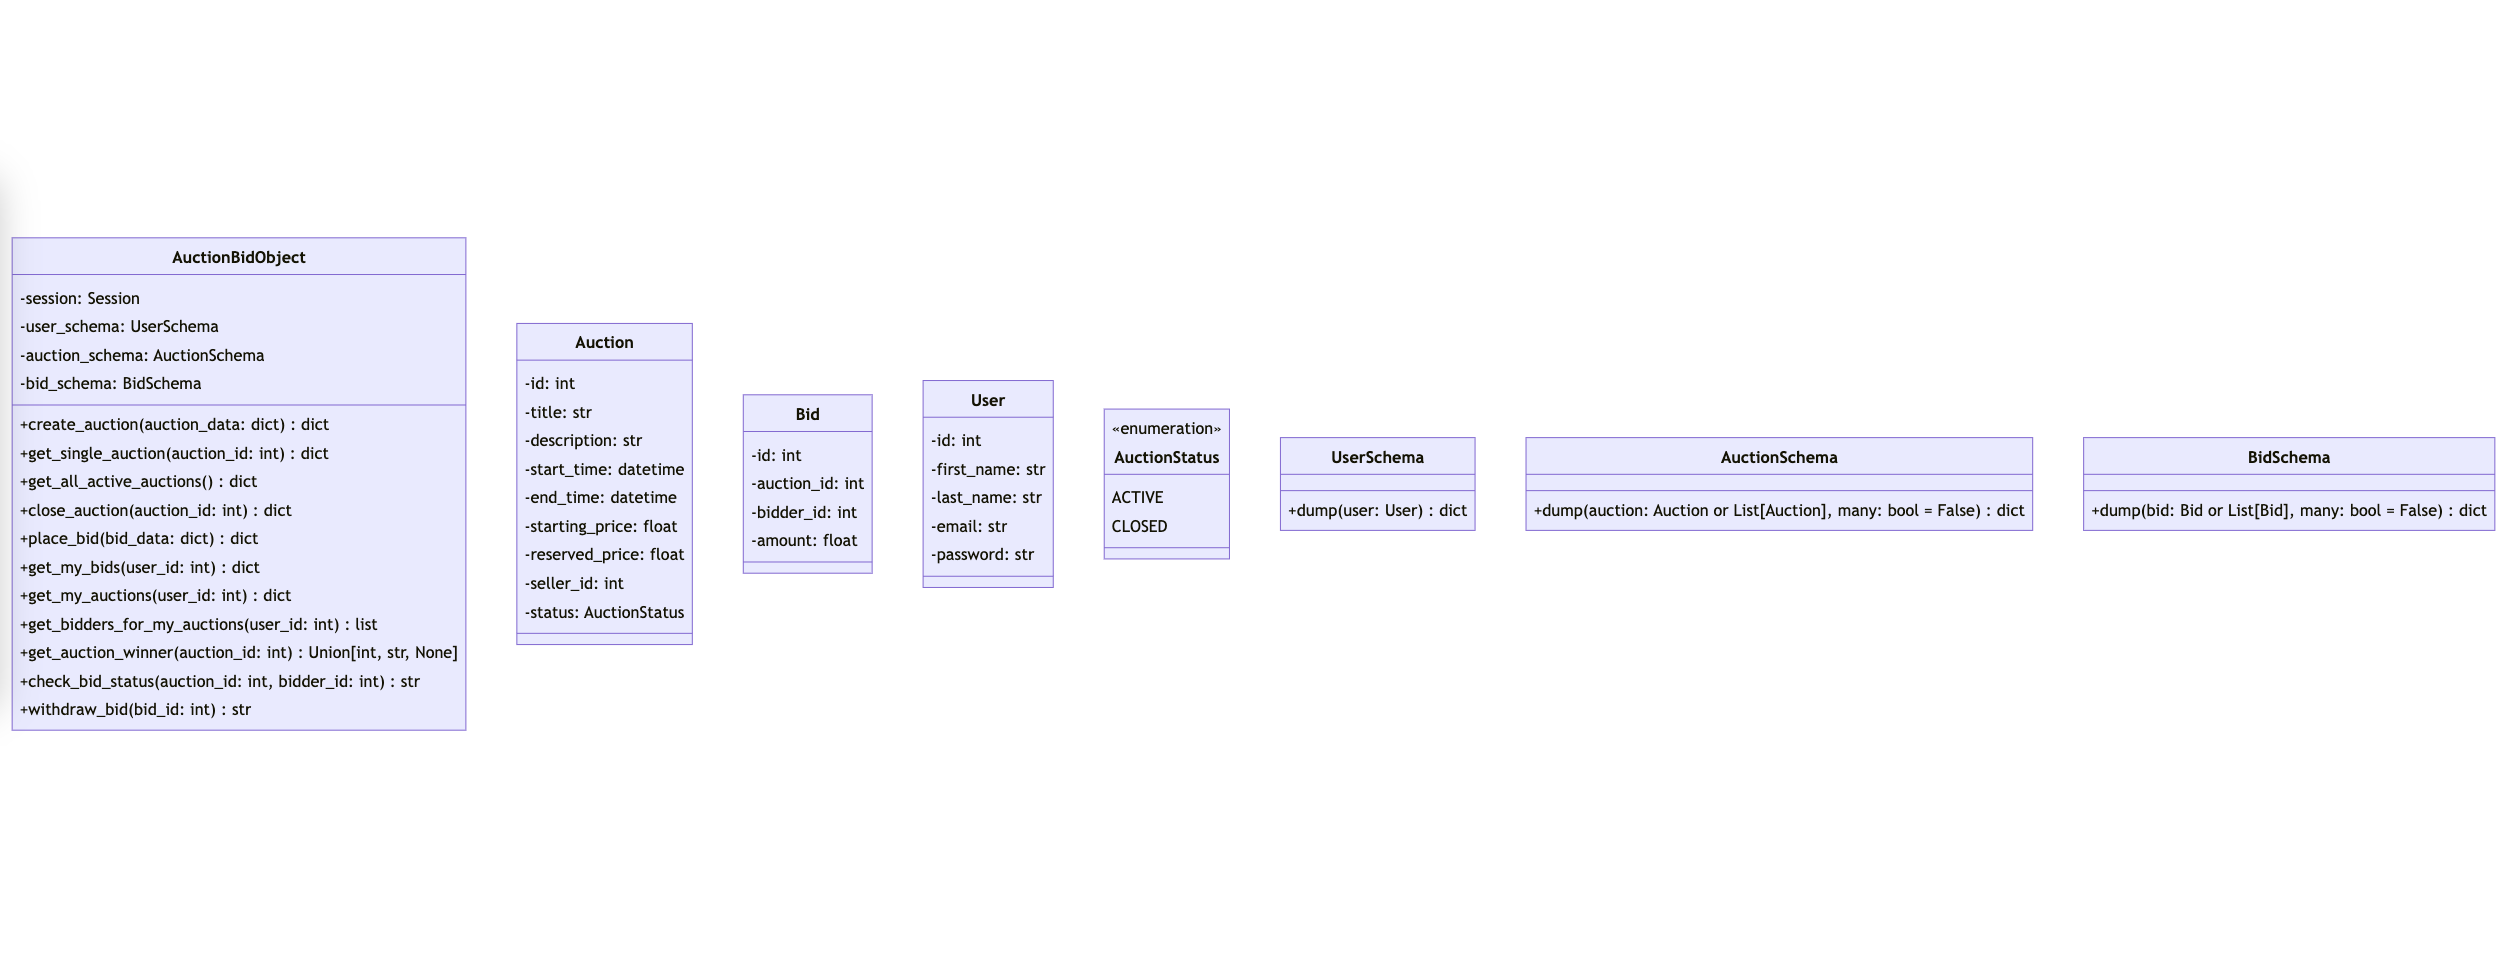 AuctionBidObject
-session: Session
-user_schema: UserSchema
-auction_schema: AuctionSchema
-bid_schema: BidSchema
+create_auction(auction_data: dict) : dict
+get_single_auction(auction_id: int) : dict
+get_all_active_auctions() : dict
+close_auction(auction_id: int) : dict
+place_bid(bid_data: dict) : dict
+get_my_bids(user_id: int) : dict
+get_my_auctions(user_id: int) : dict
+get_bidders_for_my_auctions(user_id: int) : list
+get_auction_winner(auction_id: int) : Union[int, str, None]
+check_bid_status(auction_id: int, bidder_id: int) : str
+withdraw_bid(bid_id: int) : str
Auction
-id: int
-title: str
-description: str
-start_time: datetime
-end_time: datetime
-starting_price: float
-reserved_price: float
-seller_id: int
-status: AuctionStatus
Bid
-id: int
-auction_id: int
-bidder_id: int
-amount: float
User
-id: int
-first_name: str
-last_name: str
-email: str
-password: str
«enumeration»
AuctionStatus
ACTIVE
CLOSED
UserSchema
+dump(user: User) : dict
AuctionSchema
+dump(auction: Auction or List[Auction], many: bool = False) : dict
BidSchema
+dump(bid: Bid or List[Bid], many: bool = False) : dict